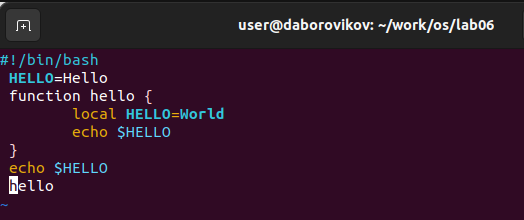 user@daborovikov: ~/work/os/lab06
#!/bin/bash
 HELLO=Hello
 function hello {
        local HELLO=World
        echo $HELLO
 }
 echo $HELLO
 hello
~